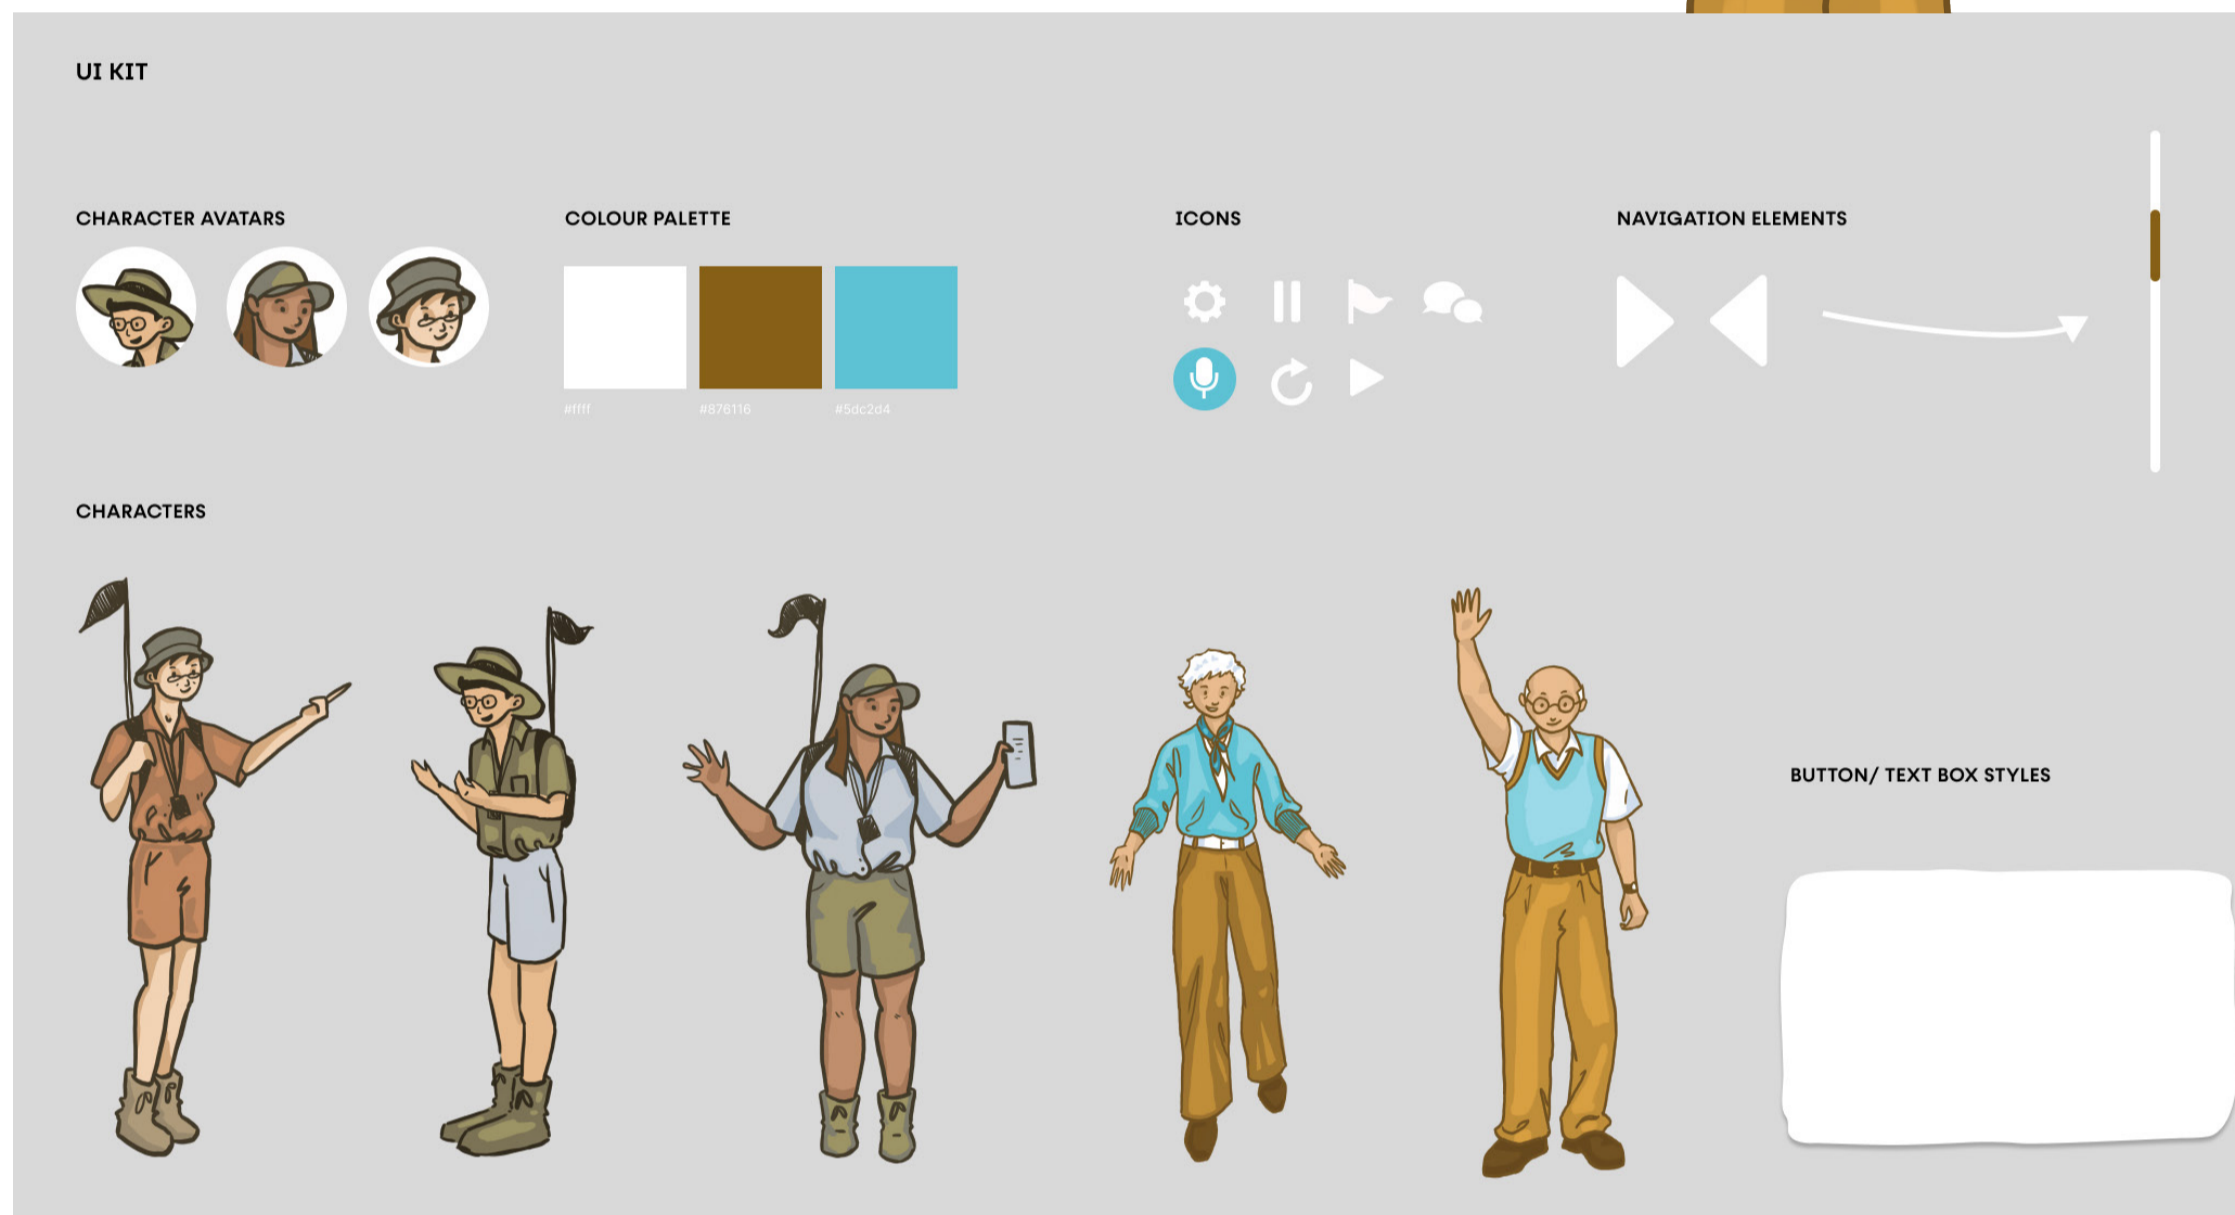 UI KIT
CHARACTER AVATARS
COLOUR PALETTE
ICONS
NAVIGATION ELEMENTS
#ffff
#876116
#5dc2d4
CHARACTERS
BUTTON/ TEXT BOX STYLES